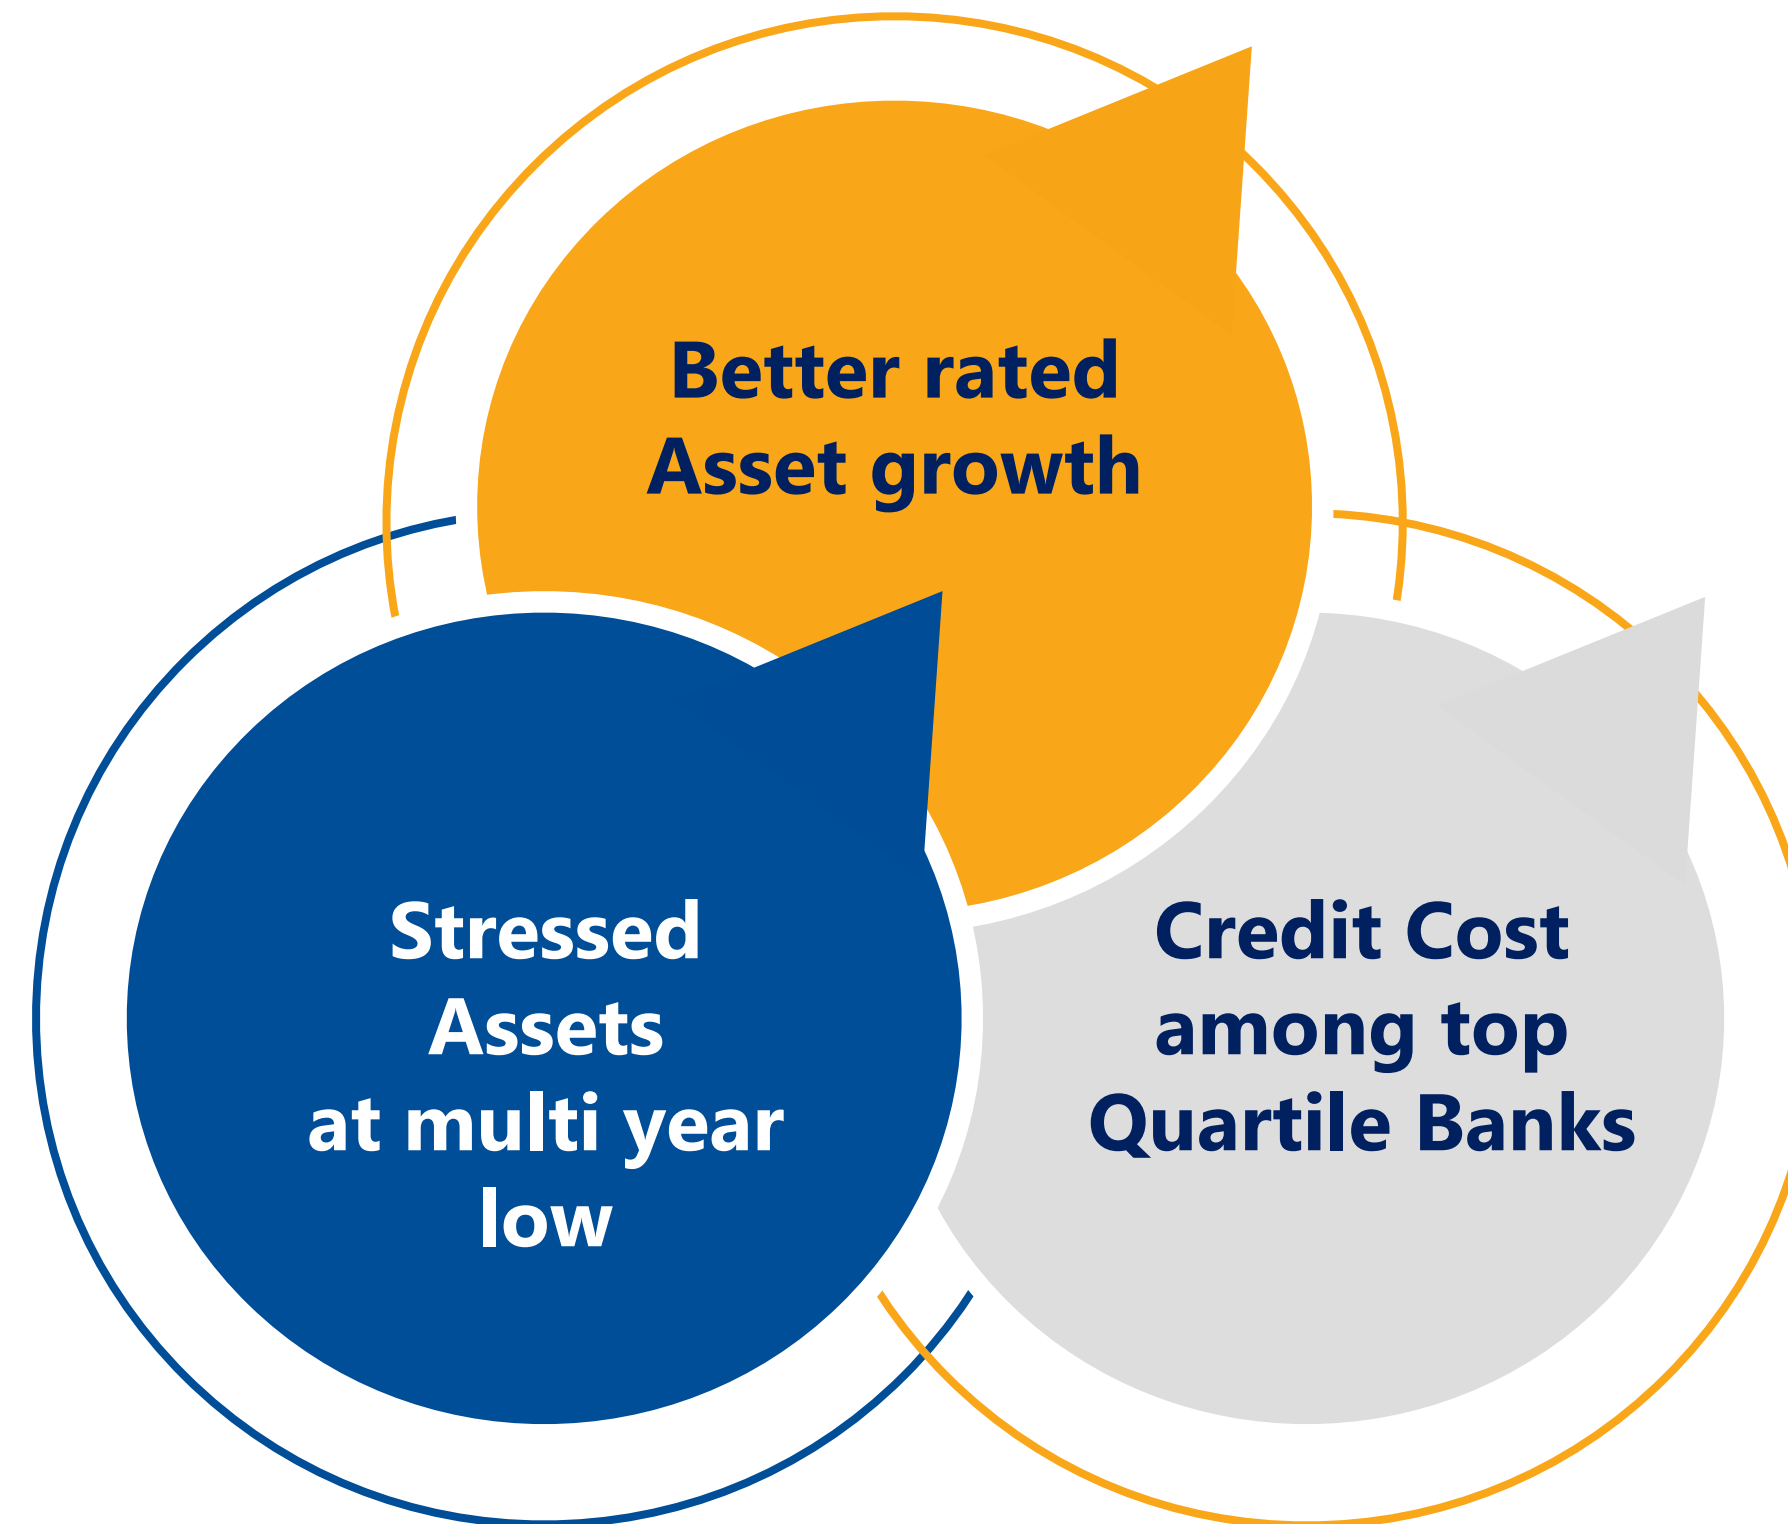 Better rated
Asset growth
Stressed
Assets
at multi year
low
Credit Cost
among top
Quartile Banks